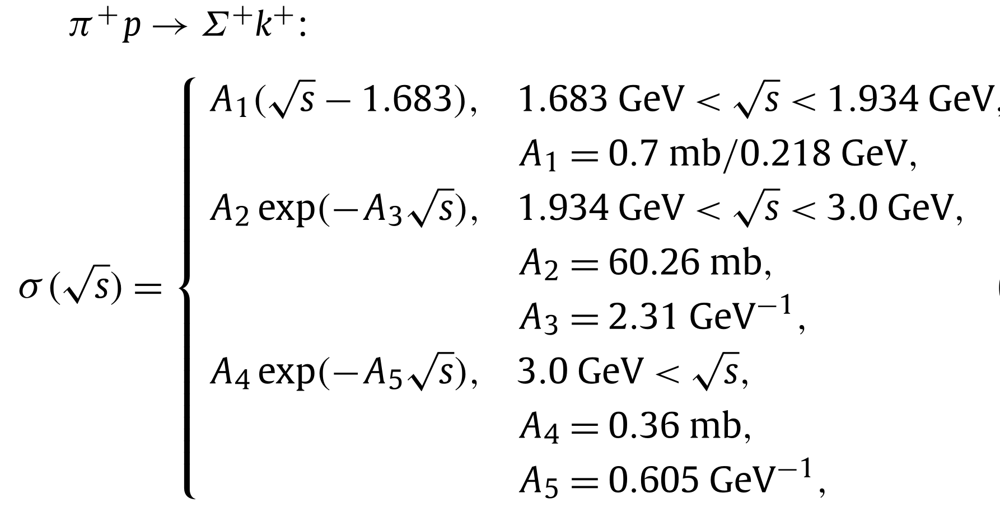 π⁺p → Σ⁺k⁺:
A₁(√s − 1.683), 1.683 GeV < √s < 1.934 GeV,
A₁ = 0.7 mb/0.218 GeV,
A₂ exp(−A₃√s), 1.934 GeV < √s < 3.0 GeV,
A₂ = 60.26 mb,
σ(√s) = {
A₃ = 2.31 GeV⁻¹,
A₄ exp(−A₅√s), 3.0 GeV < √s,
A₄ = 0.36 mb,
A₅ = 0.605 GeV⁻¹,